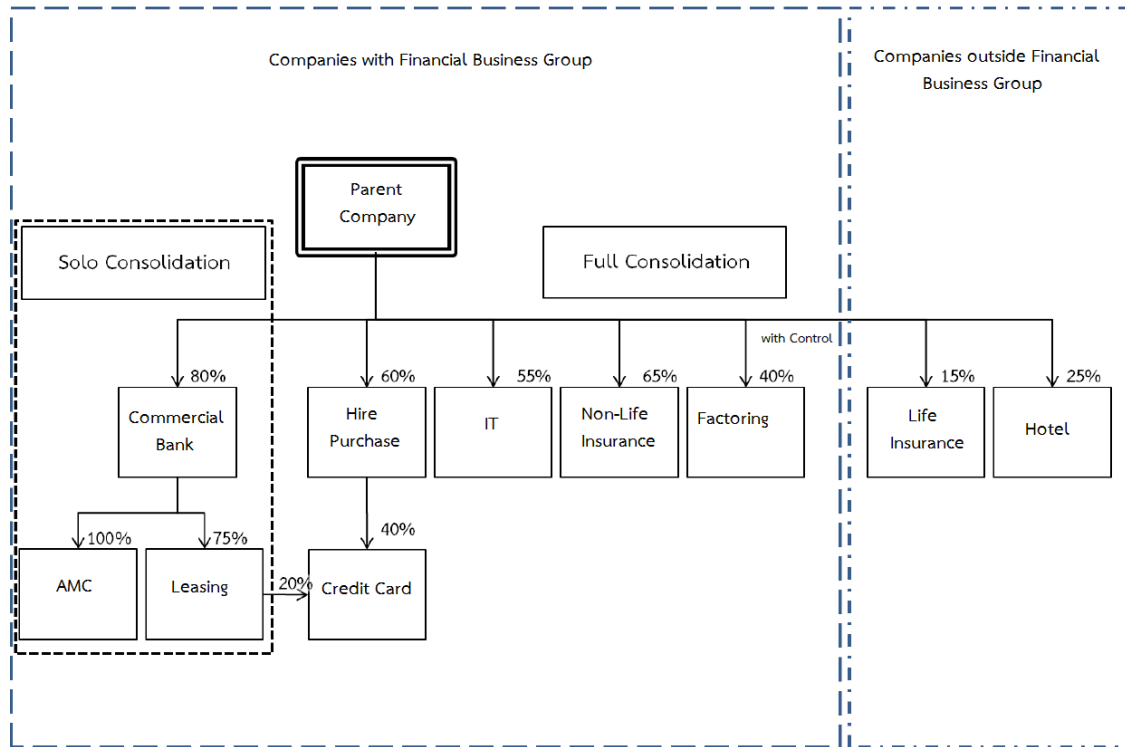 Companies with Financial Business Group
Companies outside Financial
Business Group
Parent
Company
Solo Consolidation
Full Consolidation
with Control
80%
60%
55%
65%
40%
15%
25%
Commercial
Bank
Hire
Purchase
IT
Non-Life
Insurance
Factoring
Life
Insurance
Hotel
100%
75%
40%
AMC
Leasing
20%
Credit Card